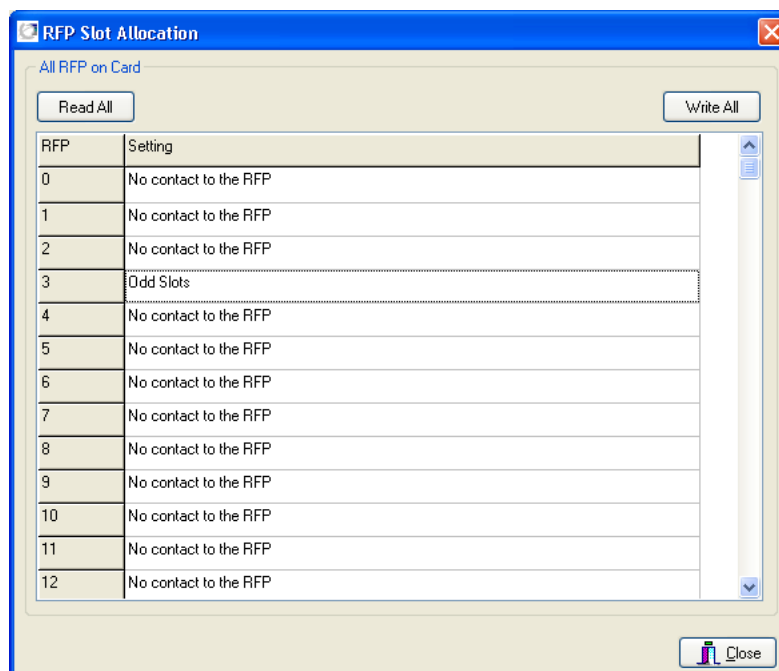 RFP Slot Allocation
All RFP on Card
Read All Write All
RFP Setting
0 No contact to the RFP
1 No contact to the RFP
2 No contact to the RFP
3 Odd Slots
4 No contact to the RFP
5 No contact to the RFP
6 No contact to the RFP
7 No contact to the RFP
8 No contact to the RFP
9 No contact to the RFP
10 No contact to the RFP
11 No contact to the RFP
12 No contact to the RFP
Close